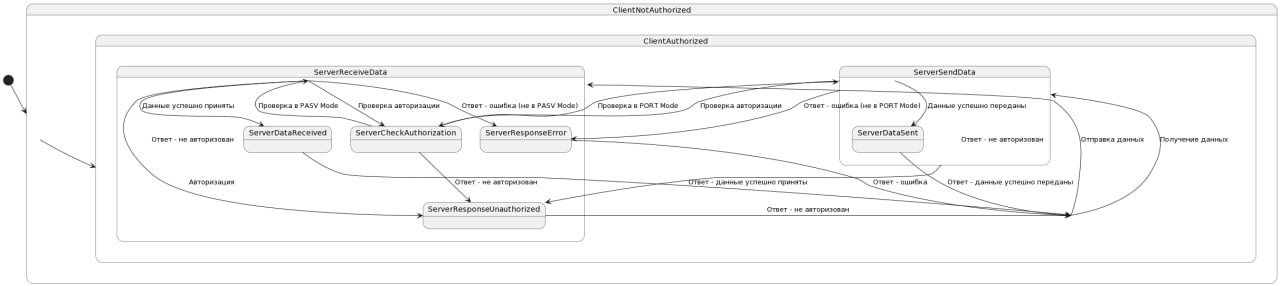 ClientNotAuthorized
ClientAuthorized
ServerReceiveData
ServerSendData
Данные успешно приняты
Проверка в PASV Mode
Проверка авторизации
Ответ - ошибка (не в PASV Mode)
Проверка в PORT Mode
Проверка авторизации
Ответ - ошибка (не в PORT Mode)
Данные успешно переданы
ServerDataReceived
ServerCheckAuthorization
ServerResponseError
ServerDataSent
Ответ - не авторизован
Ответ - не авторизован
Отправка данных
Получение данных
Авторизация
Ответ - не авторизован
Ответ - данные успешно приняты
Ответ - ошибка
Ответ - данные успешно переданы
ServerResponseUnauthorized
Ответ - не авторизован